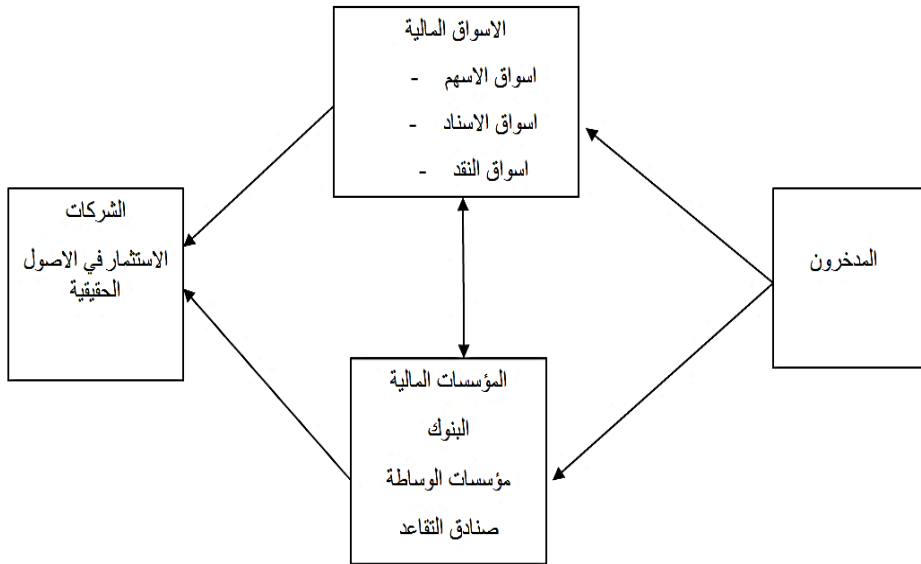 الاسواق المالية
- اسواق الاسهم
- اسواق الاسناد
- اسواق النقد
المدخرون
الشركات
الاستثمار في الاصول
الحقيقية
المؤسسات المالية
البنوك
مؤسسات الوساطة
صنادق التقاعد